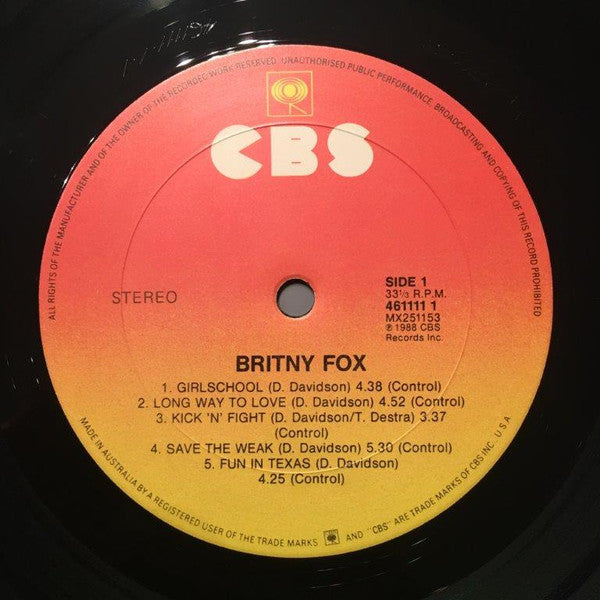 ALL RIGHTS OF THE MANUFACTURER AND OF THE OWNER OF THE RECORDED WORK RESERVED. UNAUTHORISED PUBLIC PERFORMANCE, BROADCASTING AND COPYING OF THIS RECORD PROHIBITED
CBS
STEREO
SIDE 1
33⅓ R.P.M.
461111 1
MX251153
℗ 1988 CBS
Records Inc.
BRITNY FOX
1. GIRLSCHOOL (D. Davidson) 4.38 (Control)
2. LONG WAY TO LOVE (D. Davidson) 4.52 (Control)
3. KICK 'N' FIGHT (D. Davidson/T. Destra) 3.37
(Control)
4. SAVE THE WEAK (D. Davidson) 5.30 (Control)
5. FUN IN TEXAS (D. Davidson)
4.25 (Control)
MADE IN AUSTRALIA BY A REGISTERED USER OF THE TRADE MARKS AND "CBS" ARE TRADE MARKS OF CBS INC. U.S.A.